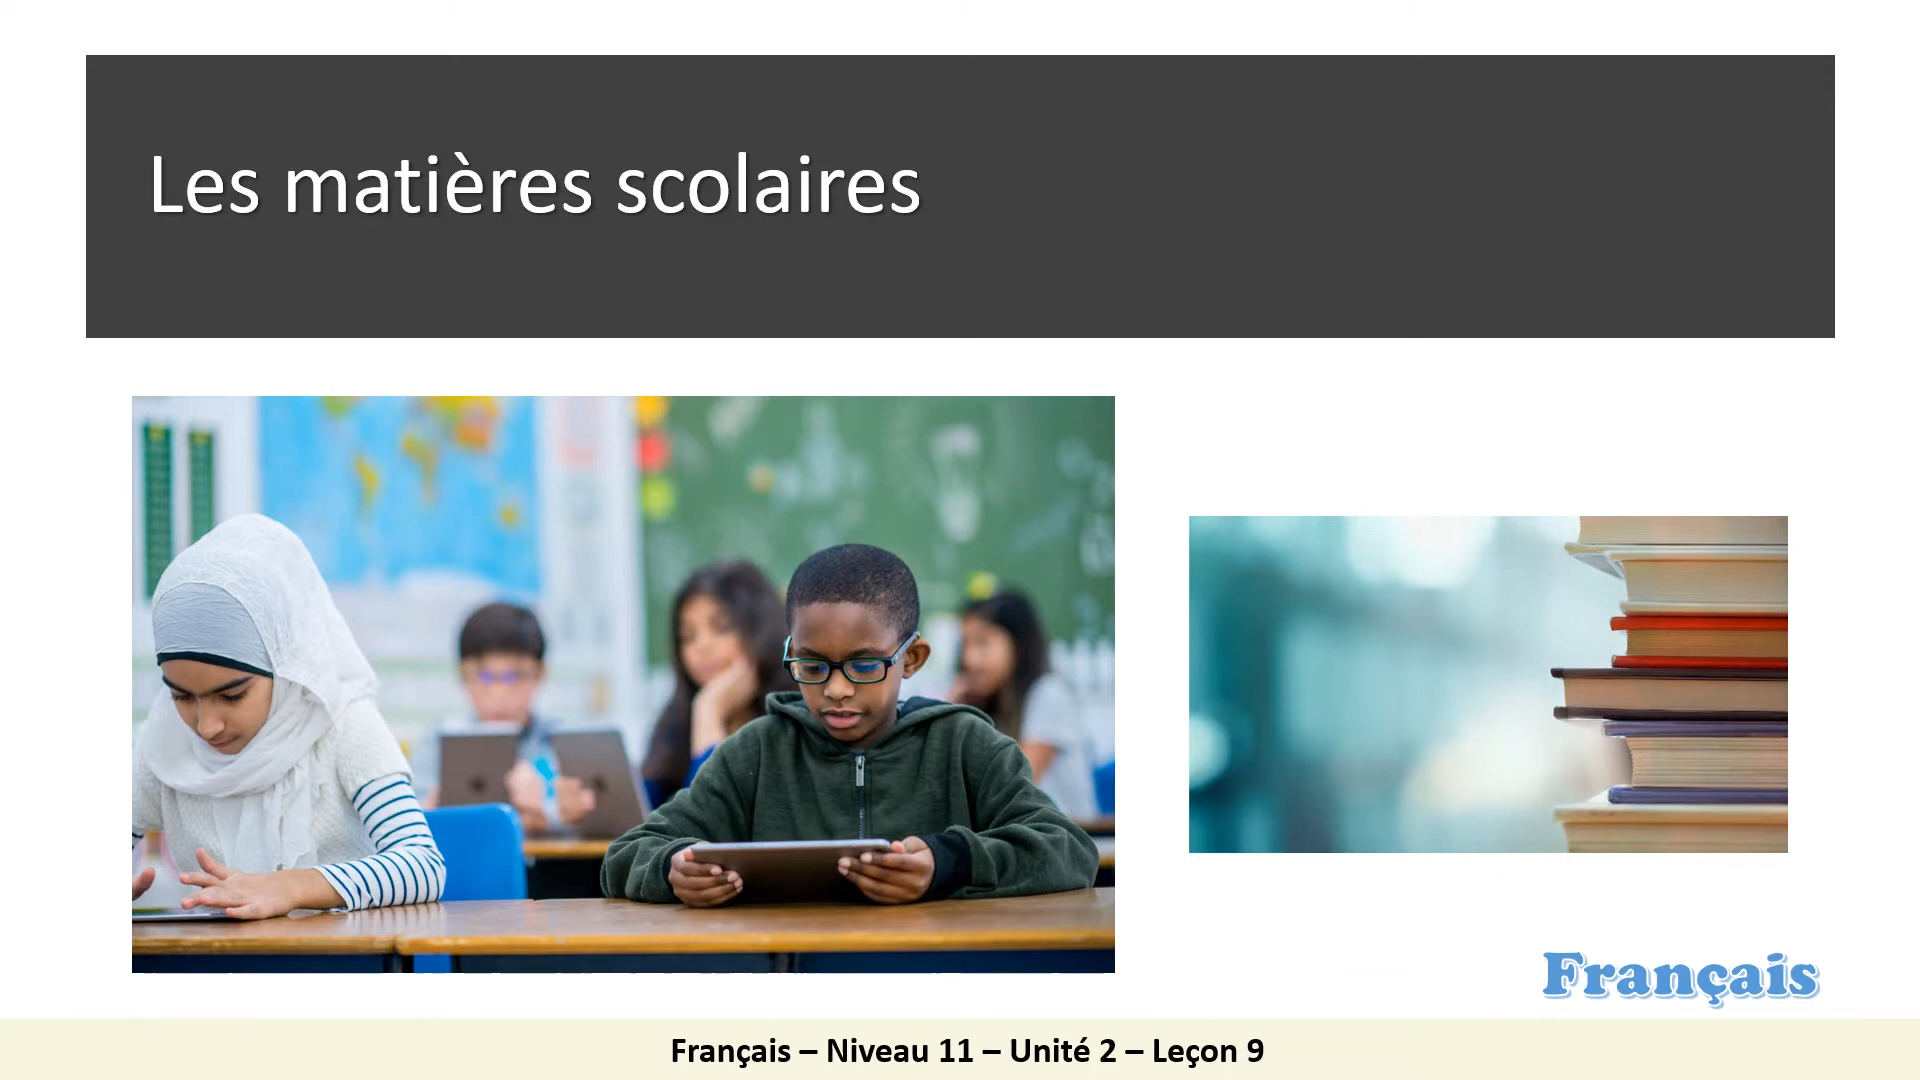 Les matières scolaires
Français
Français – Niveau 11 – Unité 2 – Leçon 9